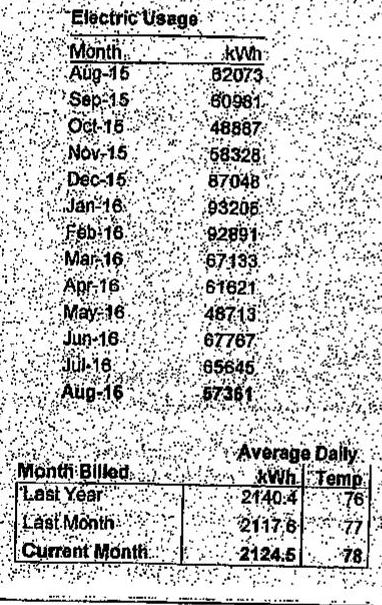 Electric Usage
Month kWh
Aug-15 62073
Sep-15 60981
Oct-15 48887
Nov-15 58328
Dec-15 87048
Jan-16 93205
Feb-16 92891
Mar-16 67133
Apr-16 61621
May-16 48713
Jun-16 67767
Jul-16 65645
Aug-16 57361
Average Daily
Month Billed kWh Temp
Last Year 2140.4 76
Last Month 2117.6 77
Current Month 2124.5 78